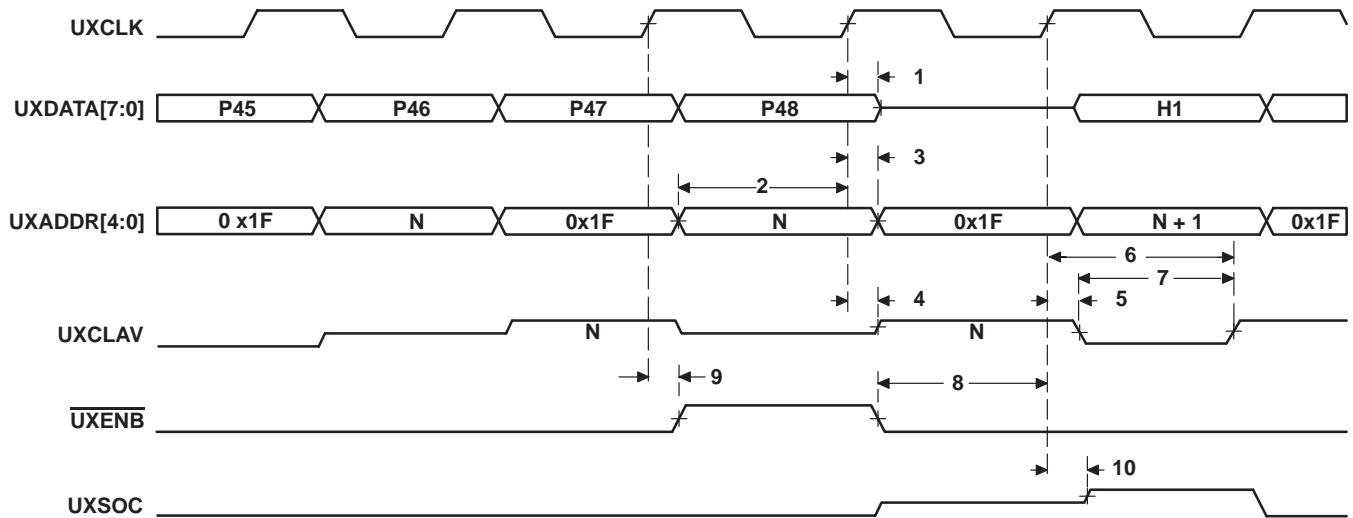 UXCLK
1
UXDATA[7:0] P45 P46 P47 P48 H1
3
2
UXADDR[4:0] 0 x1F N 0x1F N 0x1F N + 1 0x1F
6
7
4 5
UXCLAV N N
9 8
UXENB
10
UXSOC